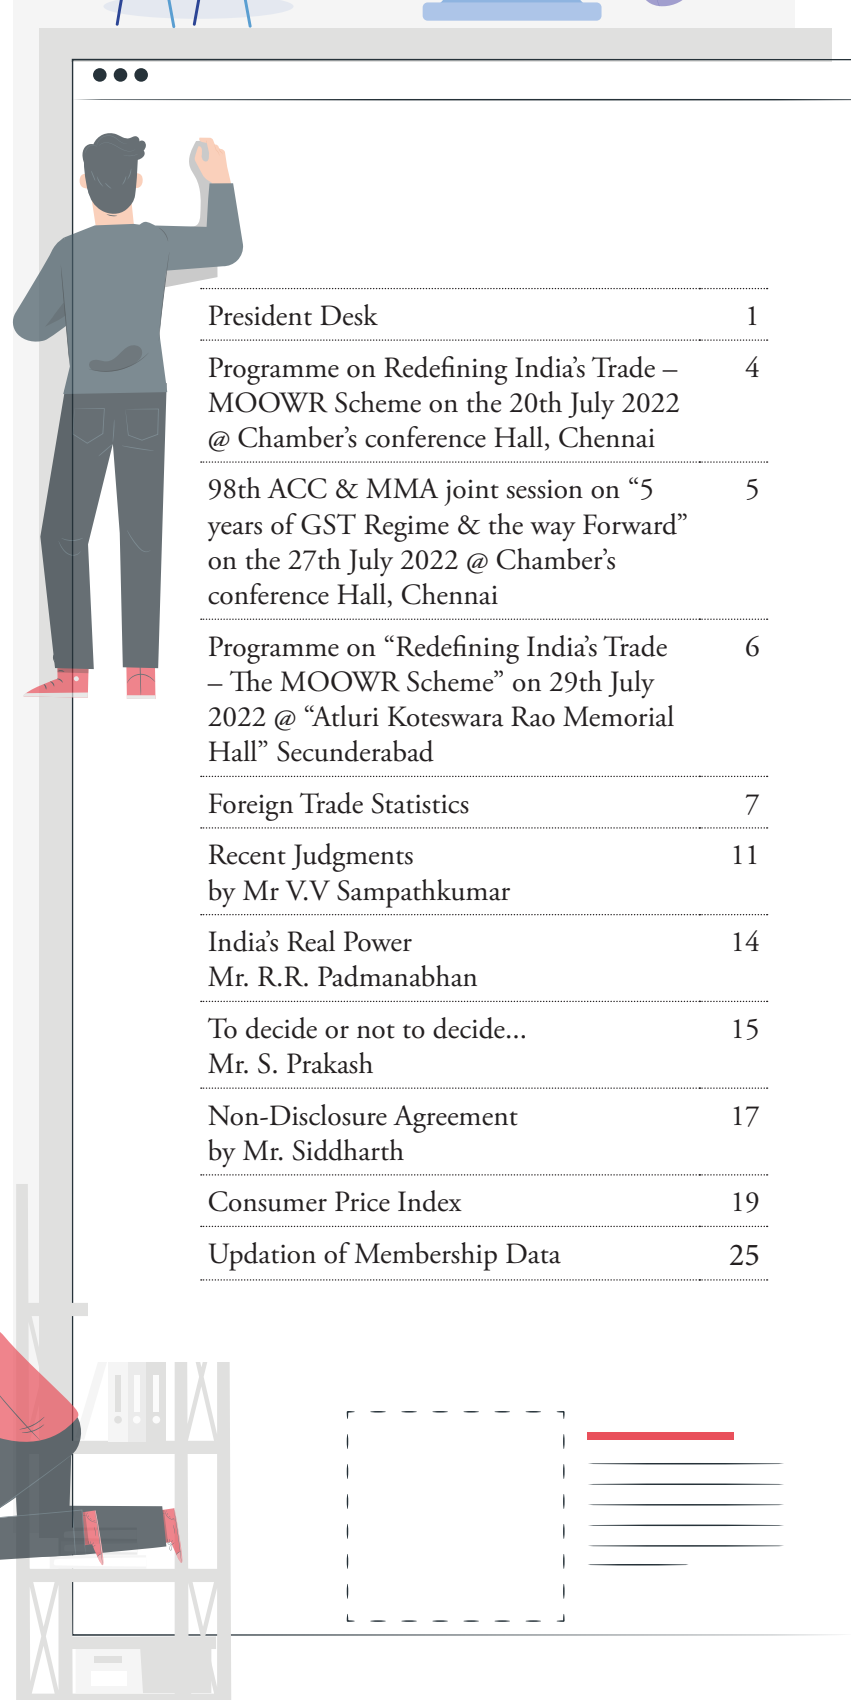 President Desk 1
Programme on Redefining India’s Trade – 4
MOOWR Scheme on the 20th July 2022
@ Chamber’s conference Hall, Chennai
98th ACC & MMA joint session on “5 5
years of GST Regime & the way Forward”
on the 27th July 2022 @ Chamber’s
conference Hall, Chennai
Programme on “Redefining India’s Trade 6
– The MOOWR Scheme” on 29th July
2022 @ “Atluri Koteswara Rao Memorial
Hall” Secunderabad
Foreign Trade Statistics 7
Recent Judgments 11
by Mr V.V Sampathkumar
India’s Real Power 14
Mr. R.R. Padmanabhan
To decide or not to decide... 15
Mr. S. Prakash
Non-Disclosure Agreement 17
by Mr. Siddharth
Consumer Price Index 19
Updation of Membership Data 25